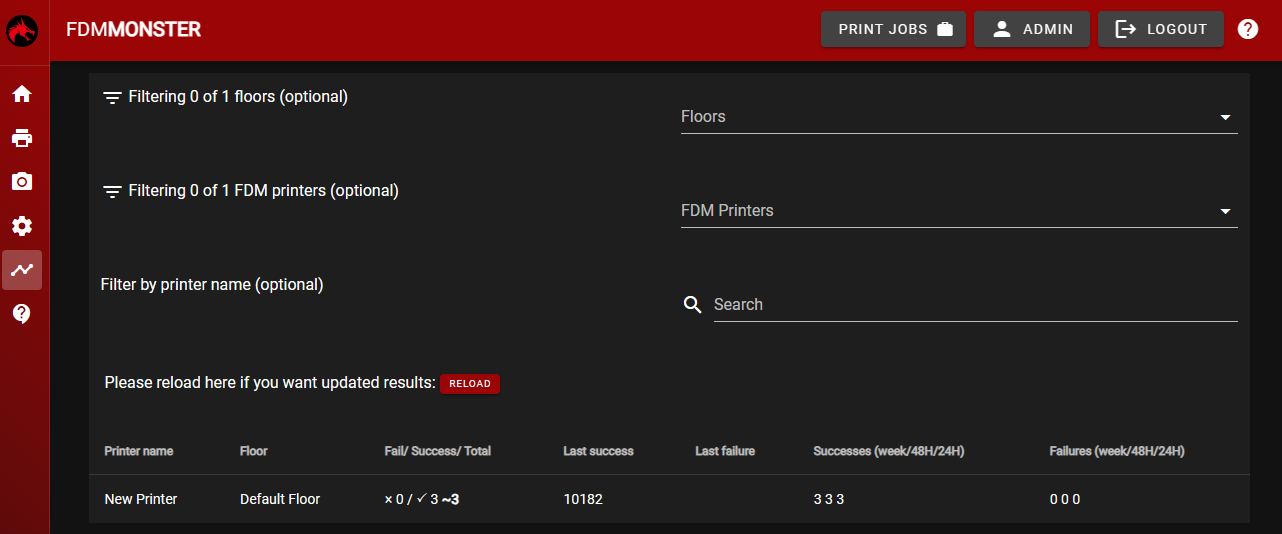 FDMMONSTER
PRINT JOBS
ADMIN
LOGOUT
Filtering 0 of 1 floors (optional)
Floors
Filtering 0 of 1 FDM printers (optional)
FDM Printers
Filter by printer name (optional)
Search
Please reload here if you want updated results: RELOAD
Printer name Floor Fail/ Success/ Total Last success Last failure Successes (week/48H/24H) Failures (week/48H/24H)
New Printer Default Floor × 0 / ✓ 3 ~3 10182 3 3 3 0 0 0